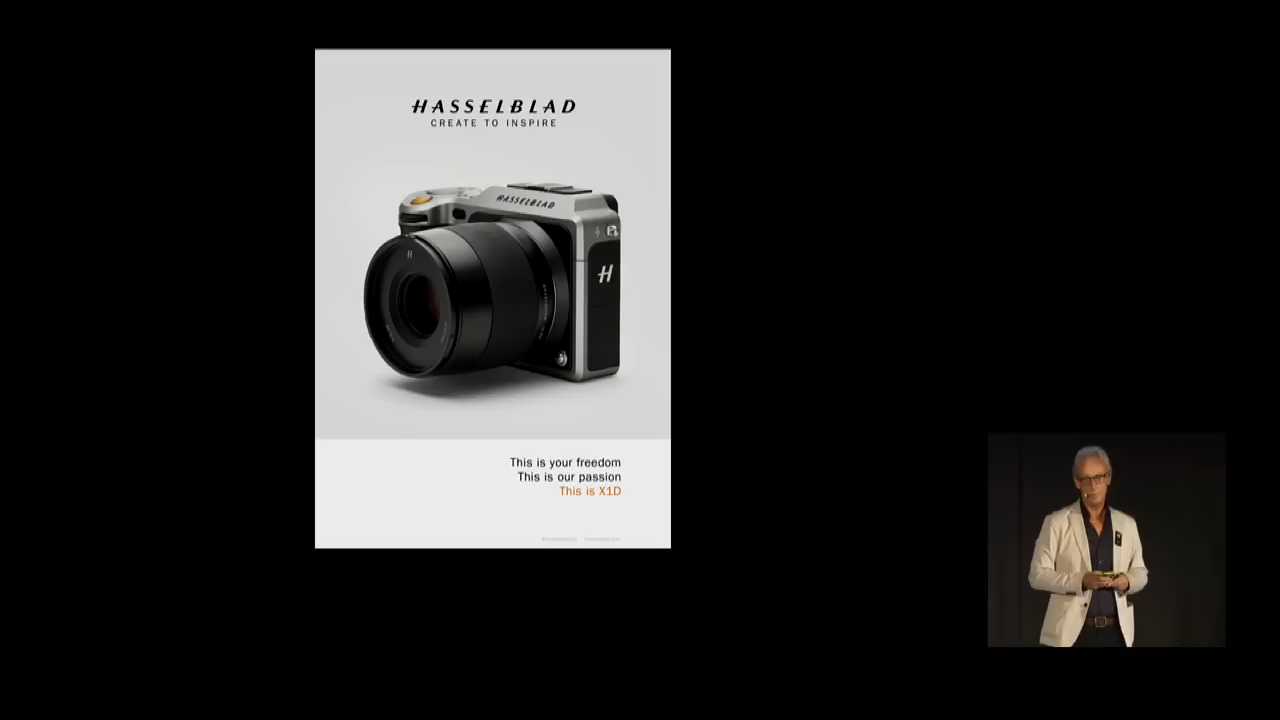 HASSELBLAD
CREATE TO INSPIRE
HASSELBLAD
H
H
This is your freedom
This is our passion
This is X1D